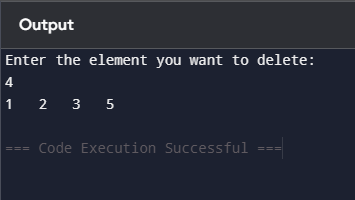 Output
Enter the element you want to delete:
4
1   2   3   5
=== Code Execution Successful ===